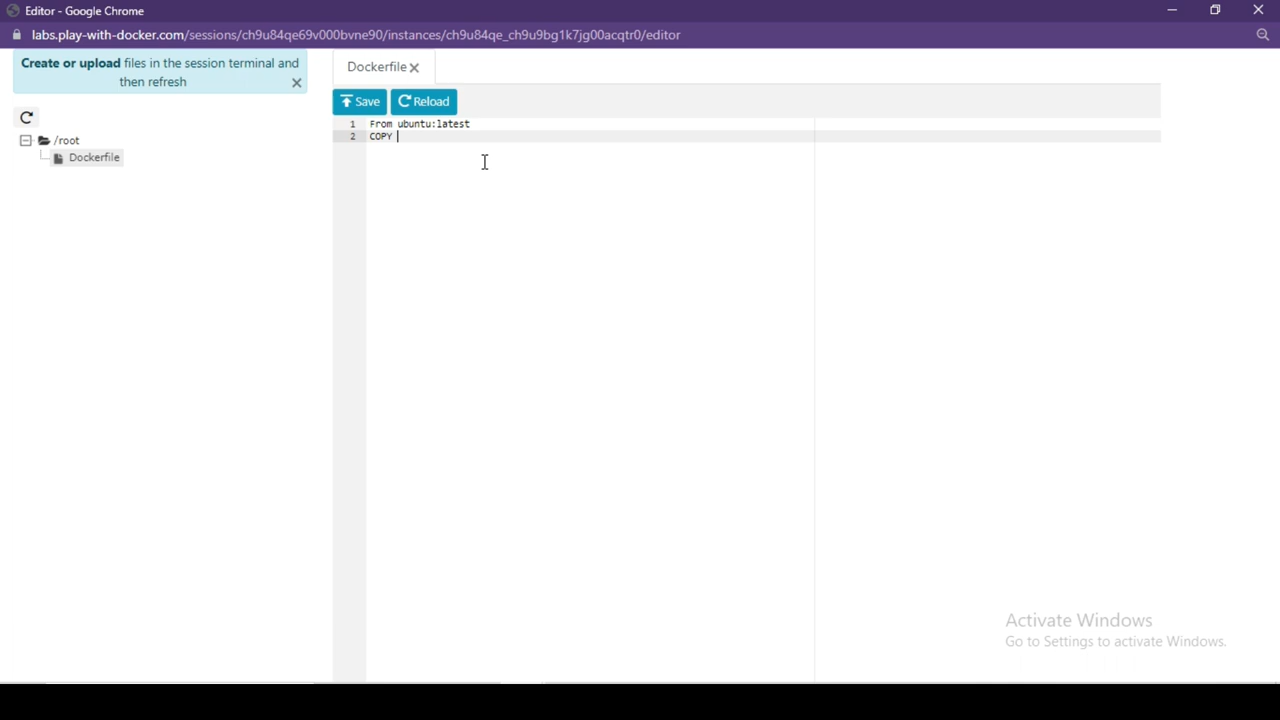 Editor - Google Chrome
labs.play-with-docker.com/sessions/ch9u84qe69v000bvne90/instances/ch9u84qe_ch9u9bg1k7jg00acqtr0/editor
Create or upload files in the session terminal and
then refresh
Dockerfile
Save Reload
/root
Dockerfile
1 From ubuntu:latest
2 COPY
Activate Windows
Go to Settings to activate Windows.